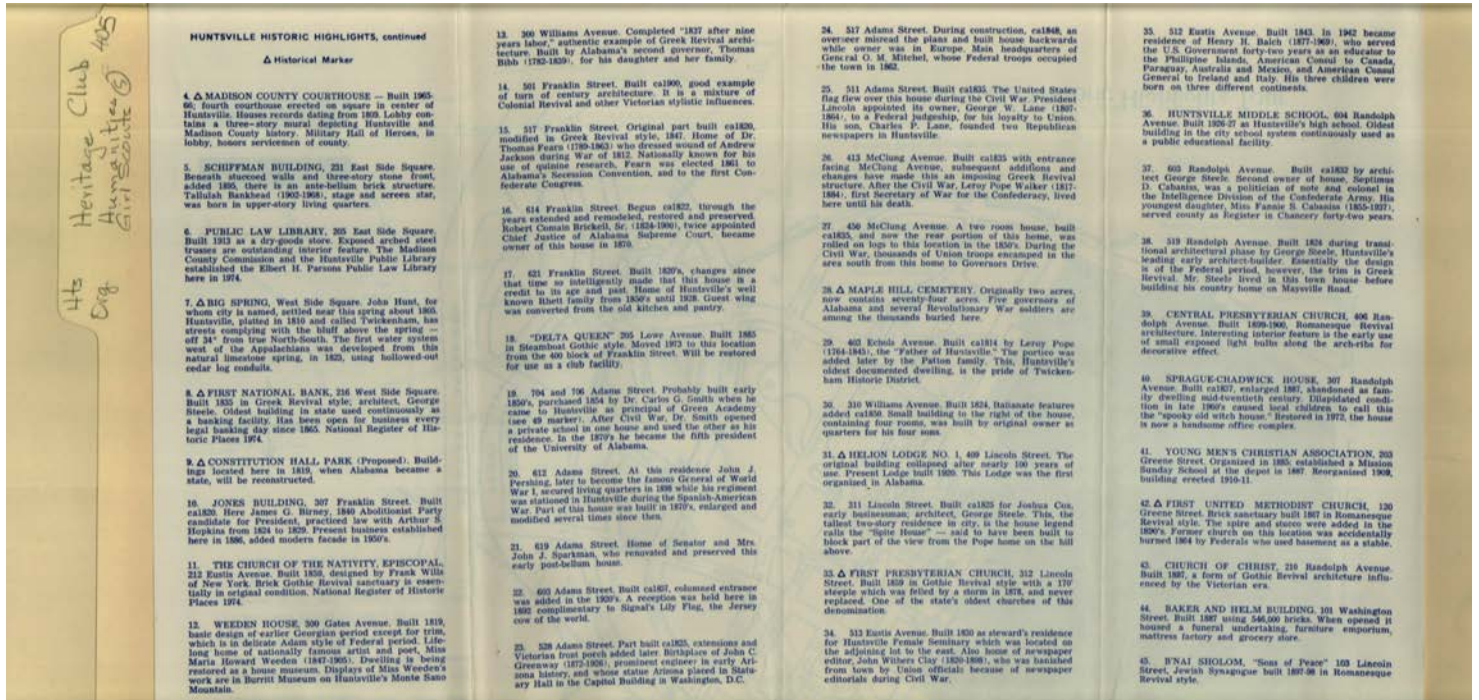 4ts Heritage Club
Dig Humanities 405
Girl Scouts (5)
HUNTSVILLE HISTORIC HIGHLIGHTS, continued
Δ Historical Marker
4. Δ MADISON COUNTY COURTHOUSE — Built 1965-
66; fourth courthouse erected on square in center of
Huntsville. Houses records dating from 1809. Lobby con-
tains a three-story mural depicting Huntsville and
Madison County history. Military Hall of Heroes, in
lobby, honors servicemen of county.
5. SCHIFFMAN BUILDING, 231 East Side Square.
Beneath stuccoed walls and three-story stone front,
added 1895, there is an ante-bellum brick structure.
Tallulah Bankhead (1902-1968), stage and screen star,
was born in upper-story living quarters.
6. PUBLIC LAW LIBRARY, 205 East Side Square.
Built 1913 as a dry-goods store. Exposed arched steel
trusses are outstanding interior feature. The Madison
County Commission and the Huntsville Public Library
established the Elbert H. Parsons Public Law Library
here in 1974.
7. Δ BIG SPRING, West Side Square. John Hunt, for
whom city is named, settled near this spring about 1805.
Huntsville, platted in 1810 and called Twickenham, has
streets complying with the bluff above the spring —
off 34° from true North-South. The first water system
west of the Appalachians was developed from this
natural limestone spring, in 1823, using hollowed-out
cedar log conduits.
8. Δ FIRST NATIONAL BANK, 216 West Side Square.
Built 1835 in Greek Revival style; architect, George
Steele. Oldest building in state used continuously as
a banking facility. Has been open for business every
legal banking day since 1865. National Register of His-
toric Places 1974.
9. Δ CONSTITUTION HALL PARK (Proposed). Build-
ings located here in 1819, when Alabama became a
state, will be reconstructed.
10. JONES BUILDING, 307 Franklin Street. Built
ca1820. Here James G. Birney, 1840 Abolitionist Party
candidate for President, practiced law with Arthur S.
Hopkins from 1824 to 1829. Present business established
here in 1886, added modern facade in 1950's.
11. THE CHURCH OF THE NATIVITY, EPISCOPAL,
212 Eustis Avenue. Built 1859, designed by Frank Wills
of New York. Brick Gothic Revival sanctuary is essen-
tially in original condition. National Register of Historic
Places 1974.
12. WEEDEN HOUSE, 300 Gates Avenue. Built 1819,
basic design of earlier Georgian period except for trim,
which is in delicate Adam style of Federal period. Life-
long home of nationally famous artist and poet, Miss
Maria Howard Weeden (1847-1905). Dwelling is being
restored as a house museum. Displays of Miss Weeden's
work are in Burritt Museum on Huntsville's Monte Sano
Mountain.
13. 300 Williams Avenue. Completed "1837 after nine
years labor," authentic example of Greek Revival archi-
tecture. Built by Alabama's second governor, Thomas
Bibb (1782-1839), for his daughter and her family.
14. 501 Franklin Street. Built ca1900, good example
of turn of century architecture. It is a mixture of
Colonial Revival and other Victorian stylistic influences.
15. 517 Franklin Street. Original part built ca1820,
modified in Greek Revival style, 1847. Home of Dr.
Thomas Fearn (1789-1863) who dressed wound of Andrew
Jackson during War of 1812. Nationally known for his
use of quinine research, Fearn was elected 1861 to
Alabama's Secession Convention, and to the first Con-
federate Congress.
16. 614 Franklin Street. Begun ca1822, through the
years extended and remodeled, restored and preserved.
Robert Comain Brickell, Sr. (1824-1900), twice appointed
Chief Justice of Alabama Supreme Court, became
owner of this house in 1870.
17. 621 Franklin Street. Built 1820's, changes since
that time so intelligently made that this house is a
credit to its age and past. Home of Huntsville's well
known Rhett family from 1850's until 1928. Guest wing
was converted from the old kitchen and pantry.
18. "DELTA QUEEN" 205 Lowe Avenue. Built 1885
in Steamboat Gothic style. Moved 1973 to this location
from the 400 block of Franklin Street. Will be restored
for use as a club facility.
19. 704 and 706 Adams Street. Probably built early
1850's, purchased 1854 by Dr. Carlos G. Smith when he
came to Huntsville as principal of Green Academy
(see 49 marker). After Civil War, Dr. Smith opened
a private school in one house and used the other as his
residence. In the 1870's he became the fifth president
of the University of Alabama.
20. 612 Adams Street. At this residence John J.
Pershing, later to become the famous General of World
War I, secured living quarters in 1898 while his regiment
was stationed in Huntsville during the Spanish-American
War. Part of this house was built in 1870's, enlarged and
modified several times since then.
21. 619 Adams Street. Home of Senator and Mrs.
John J. Sparkman, who renovated and preserved this
early post-bellum house.
22. 603 Adams Street. Built ca1837, columned entrance
was added in the 1920's. A reception was held here in
1892 complimentary to Signal's Lily Flag, the Jersey
cow of the world.
23. 528 Adams Street. Part built ca1825, extensions and
Victorian front porch added later. Birthplace of John C.
Greenway (1872-1926), prominent engineer in early Ari-
zona history, and whose statue Arizona placed in Statu-
ary Hall in the Capitol Building in Washington, D.C.
24. 517 Adams Street. During construction, ca1848, an
overseer misread the plans and built house backwards
while owner was in Europe. Main headquarters of
General O. M. Mitchel, whose Federal troops occupied
the town in 1862.
25. 511 Adams Street. Built ca1835. The United States
flag flew over this house during the Civil War. President
Lincoln appointed its owner, George W. Lane (1807-
1864), to a Federal judgeship, for his loyalty to Union.
His son, Charles P. Lane, founded two Republican
newspapers in Huntsville.
26. 413 McClung Avenue. Built ca1835 with entrance
facing McClung Avenue, subsequent additions and
changes have made this an imposing Greek Revival
structure. After the Civil War, Leroy Pope Walker (1817-
1884), first Secretary of War for the Confederacy, lived
here until his death.
27 450 McClung Avenue. A two room house, built
ca1835, and now the rear portion of this home, was
rolled on logs to this location in the 1850's. During the
Civil War, thousands of Union troops encamped in the
area south from this home to Governors Drive.
28. Δ MAPLE HILL CEMETERY. Originally two acres,
now contains seventy-four acres. Five governors of
Alabama and several Revolutionary War soldiers are
among the thousands buried here.
29. 403 Echols Avenue. Built ca1814 by Leroy Pope
(1764-1845), the "Father of Huntsville." The portico was
added later by the Patton family. This, Huntsville's
oldest documented dwelling, is the pride of Twicken-
ham Historic District.
30. 310 Williams Avenue. Built 1824, Italianate features
added ca1850. Small building to the right of the house,
containing four rooms, was built by original owner as
quarters for his four sons.
31. Δ HELION LODGE NO. 1, 409 Lincoln Street. The
original building collapsed after nearly 100 years of
use. Present Lodge built 1920. This Lodge was the first
organized in Alabama.
32. 311 Lincoln Street. Built ca1825 for Joshua Cox,
early businessman; architect, George Steele. This, the
tallest two-story residence in city, is the house legend
calls the "Spite House" — said to have been built to
block part of the view from the Pope home on the hill
above.
33. Δ FIRST PRESBYTERIAN CHURCH, 312 Lincoln
Street. Built 1859 in Gothic Revival style with a 170'
steeple which was felled by a storm in 1878, and never
replaced. One of the state's oldest churches of this
denomination.
34. 513 Eustis Avenue. Built 1830 as steward's residence
for Huntsville Female Seminary which was located on
the adjoining lot to the east. Also home of newspaper
editor, John Withers Clay (1820-1896), who was banished
from town by Union officials because of newspaper
editorials during Civil War.
35. 512 Eustis Avenue. Built 1843. In 1942 became
residence of Henry H. Balch (1877-1969), who served
the U.S. Government forty-two years as an educator to
the Phillipine Islands, American Consul to Canada,
Paraguay, Australia and Mexico, and American Consul
General to Ireland and Italy. His three children were
born on three different continents.
36. HUNTSVILLE MIDDLE SCHOOL, 604 Randolph
Avenue. Built 1926-27 as Huntsville's high school. Oldest
building in the city school system continuously used as
a public educational facility.
37. 603 Randolph Avenue. Built ca1832 by archi-
tect George Steele. Second owner of house, Septimus
D. Cabaniss, was a politician of note and colonel in
the Intelligence Division of the Confederate Army. His
youngest daughter, Miss Fannie S. Cabaniss (1855-1937),
served county as Register in Chancery forty-two years.
38. 519 Randolph Avenue. Built 1824 during transi-
tional architectural phase by George Steele, Huntsville's
leading early architect-builder. Essentially the design
is of the Federal period, however, the trim is Greek
Revival. Mr. Steele lived in this town house before
building his country home on Maysville Road.
39. CENTRAL PRESBYTERIAN CHURCH, 406 Ran-
dolph Avenue. Built 1899-1900, Romanesque Revival
architecture. Interesting interior feature is the early use
of small exposed light bulbs along the arch-ribs for
decorative effect.
40. SPRAGUE-CHADWICK HOUSE, 307 Randolph
Avenue. Built ca1837, enlarged 1887, abandoned as fam-
ily dwelling mid-twentieth century. Dilapidated condi-
tion in late 1960's caused local children to call this
the "spooky old witch house." Restored in 1972, the house
is now a handsome office complex.
41. YOUNG MEN'S CHRISTIAN ASSOCIATION, 203
Greene Street. Organized in 1885; established a Mission
Sunday School at the depot in 1887. Reorganized 1909,
building erected 1910-11.
42. Δ FIRST UNITED METHODIST CHURCH, 120
Greene Street. Brick sanctuary built 1867 in Romanesque
Revival style. The spire and stucco were added in the
1890's. Former church on this location was accidentally
burned 1864 by Federals who used basement as a stable.
43. CHURCH OF CHRIST, 210 Randolph Avenue.
Built 1887, a form of Gothic Revival architcture influ-
enced by the Victorian era.
44. BAKER AND HELM BUILDING, 101 Washington
Street. Built 1887 using 546,000 bricks. When opened it
housed a funeral undertaking, furniture emporium,
mattress factory and grocery store.
45. B'NAI SHOLOM, "Sons of Peace" 103 Lincoln
Street, Jewish Synagogue built 1897-98 in Romanesque
Revival style.